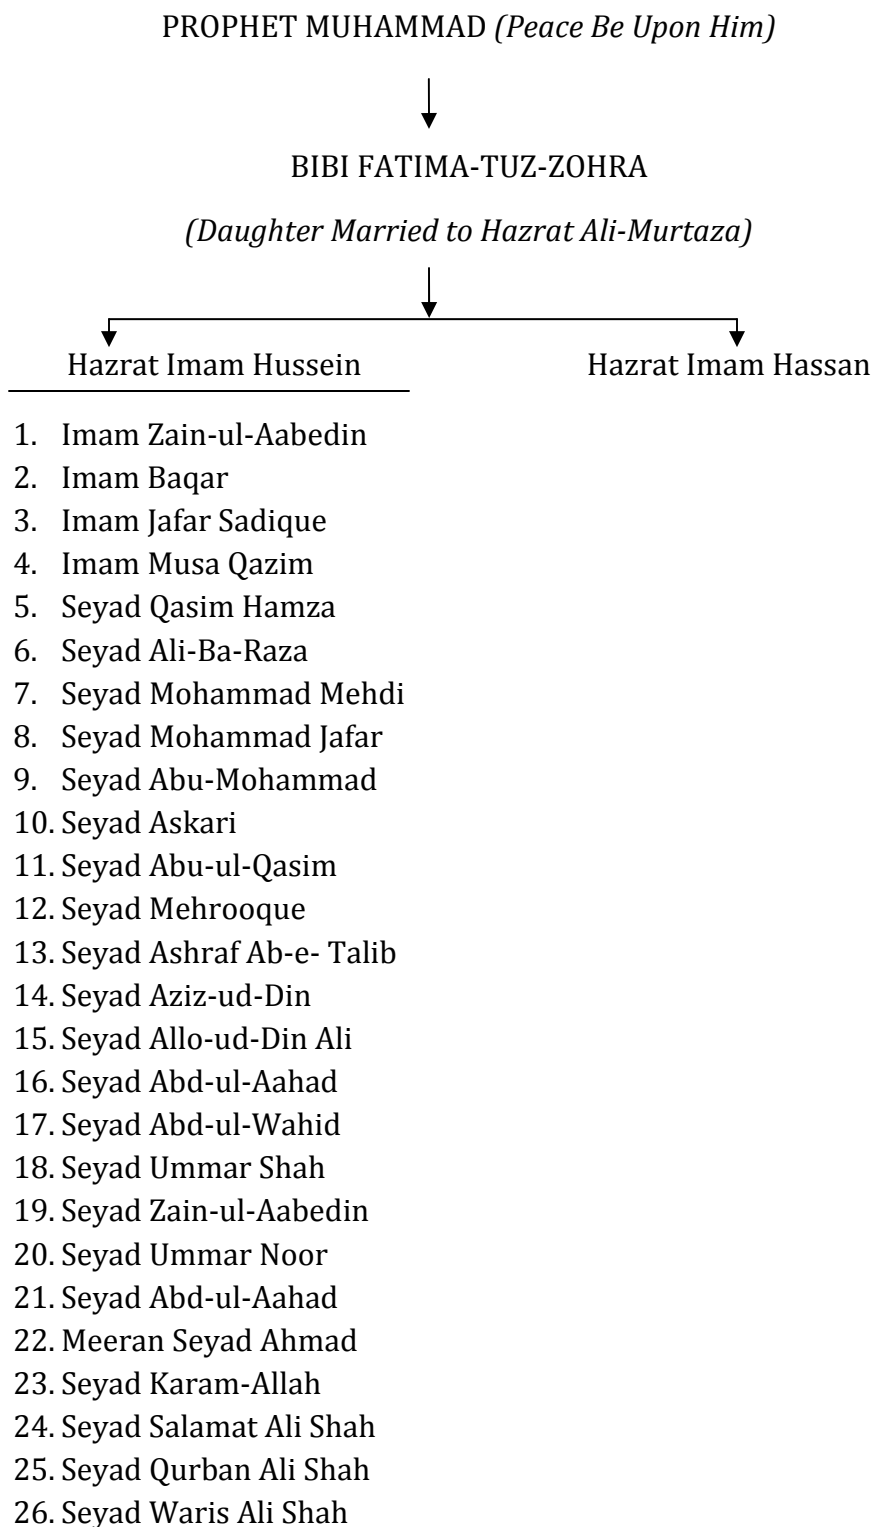 PROPHET MUHAMMAD (Peace Be Upon Him)
BIBI FATIMA-TUZ-ZOHRA
(Daughter Married to Hazrat Ali-Murtaza)
Hazrat Imam Hussein Hazrat Imam Hassan
1. Imam Zain-ul-Aabedin
2. Imam Baqar
3. Imam Jafar Sadique
4. Imam Musa Qazim
5. Seyad Qasim Hamza
6. Seyad Ali-Ba-Raza
7. Seyad Mohammad Mehdi
8. Seyad Mohammad Jafar
9. Seyad Abu-Mohammad
10. Seyad Askari
11. Seyad Abu-ul-Qasim
12. Seyad Mehrooque
13. Seyad Ashraf Ab-e- Talib
14. Seyad Aziz-ud-Din
15. Seyad Allo-ud-Din Ali
16. Seyad Abd-ul-Aahad
17. Seyad Abd-ul-Wahid
18. Seyad Ummar Shah
19. Seyad Zain-ul-Aabedin
20. Seyad Ummar Noor
21. Seyad Abd-ul-Aahad
22. Meeran Seyad Ahmad
23. Seyad Karam-Allah
24. Seyad Salamat Ali Shah
25. Seyad Qurban Ali Shah
26. Seyad Waris Ali Shah